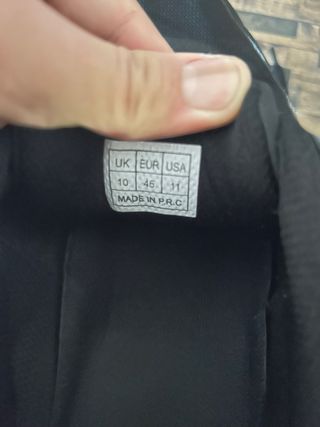 UK EUR USA
10 45 11
MADE IN P.R.C